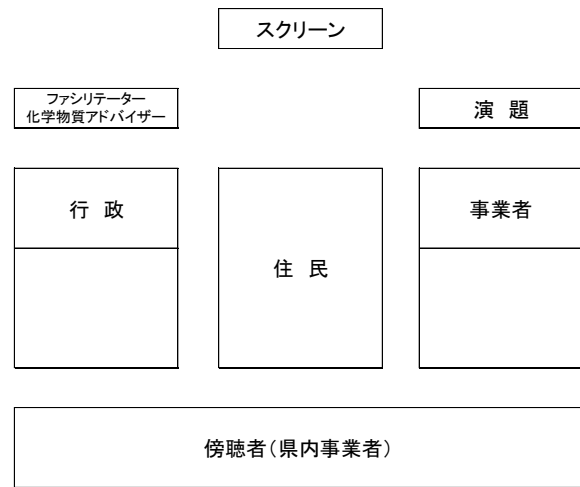 スクリーン
ファシリテーター
化学物質アドバイザー
演　題
行　政
住　民
事業者
傍聴者（県内事業者）